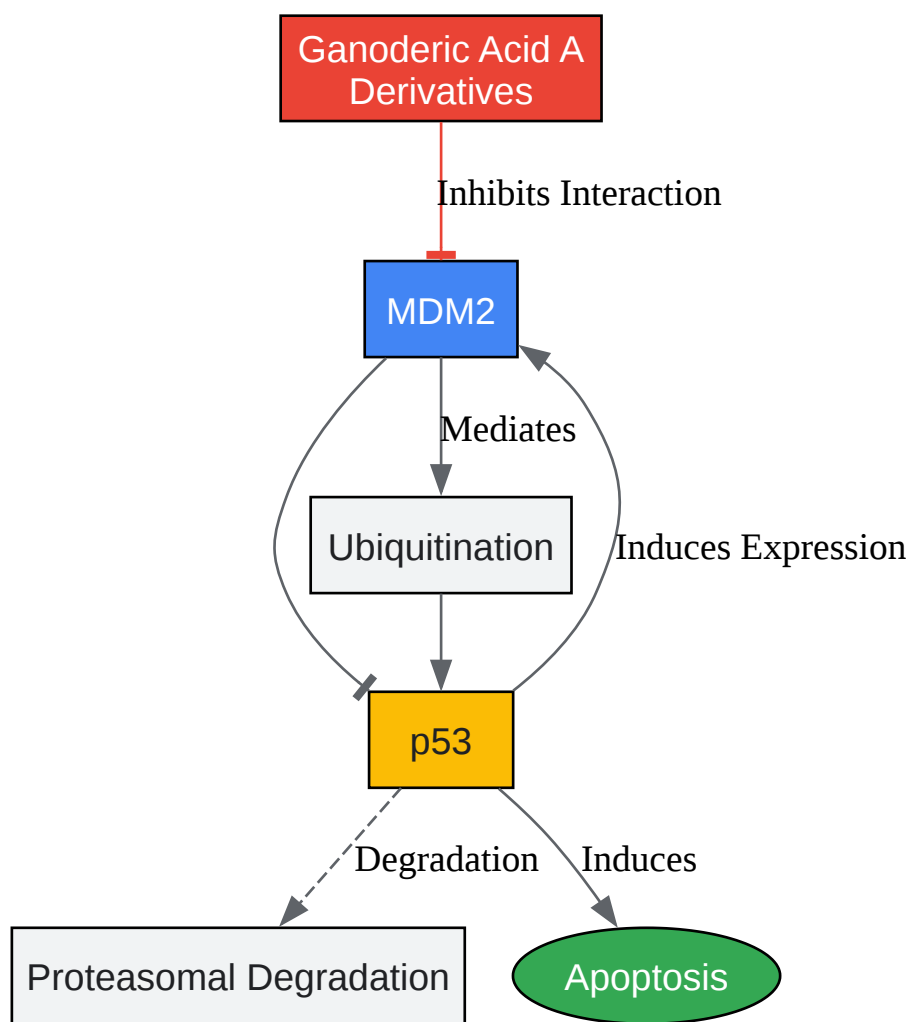 Ganoderic Acid A
Derivatives
Inhibits Interaction
MDM2
Mediates
Ubiquitination
Induces Expression
p53
Degradation
Induces
Proteasomal Degradation
Apoptosis